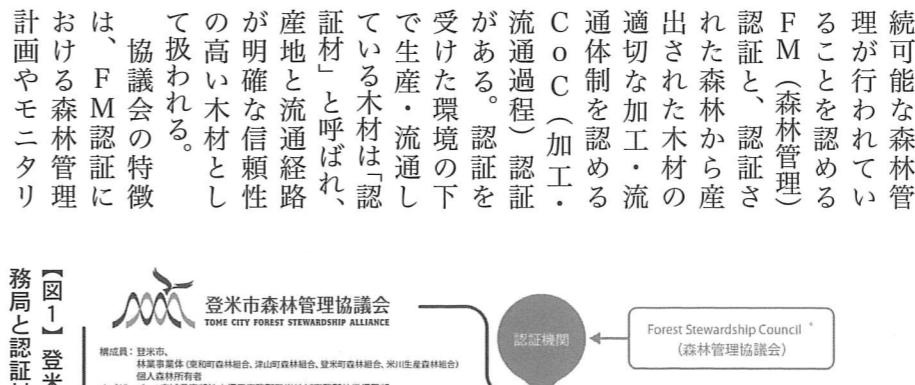 続可能な森林管
理が行われてい
ることを認める
FM（森林管理）
認証と、認証さ
れた森林から産
出された木材の
適切な加工・流
通体制を認める
CoC（加工・
流通過程）認証
がある。認証を
受けた環境の下
で生産・流通し
ている木材は「認
証材」と呼ばれ、
産地と流通経路
が明確な信頼性
の高い木材とし
て扱われる。
協議会の特徴
は、FM認証に
おける森林管理
計画やモニタリ
【図1】登米
務局と認証
登米市森林管理協議会
TOME CITY FOREST STEWARDSHIP ALLIANCE
構成員：登米市、
林業事業体（東和町森林組合、津山町森林組合、登米町森林組合、米川生産森林組合）
個人森林所有者
認証機関
Forest Stewardship Council®
（森林管理協議会）